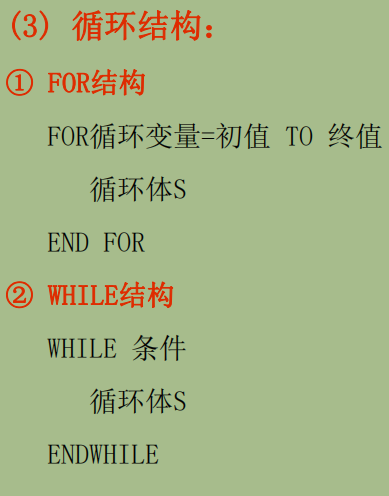 (3) 循环结构：
① FOR结构
FOR循环变量=初值 TO 终值
循环体S
END FOR
② WHILE结构
WHILE 条件
循环体S
ENDWHILE